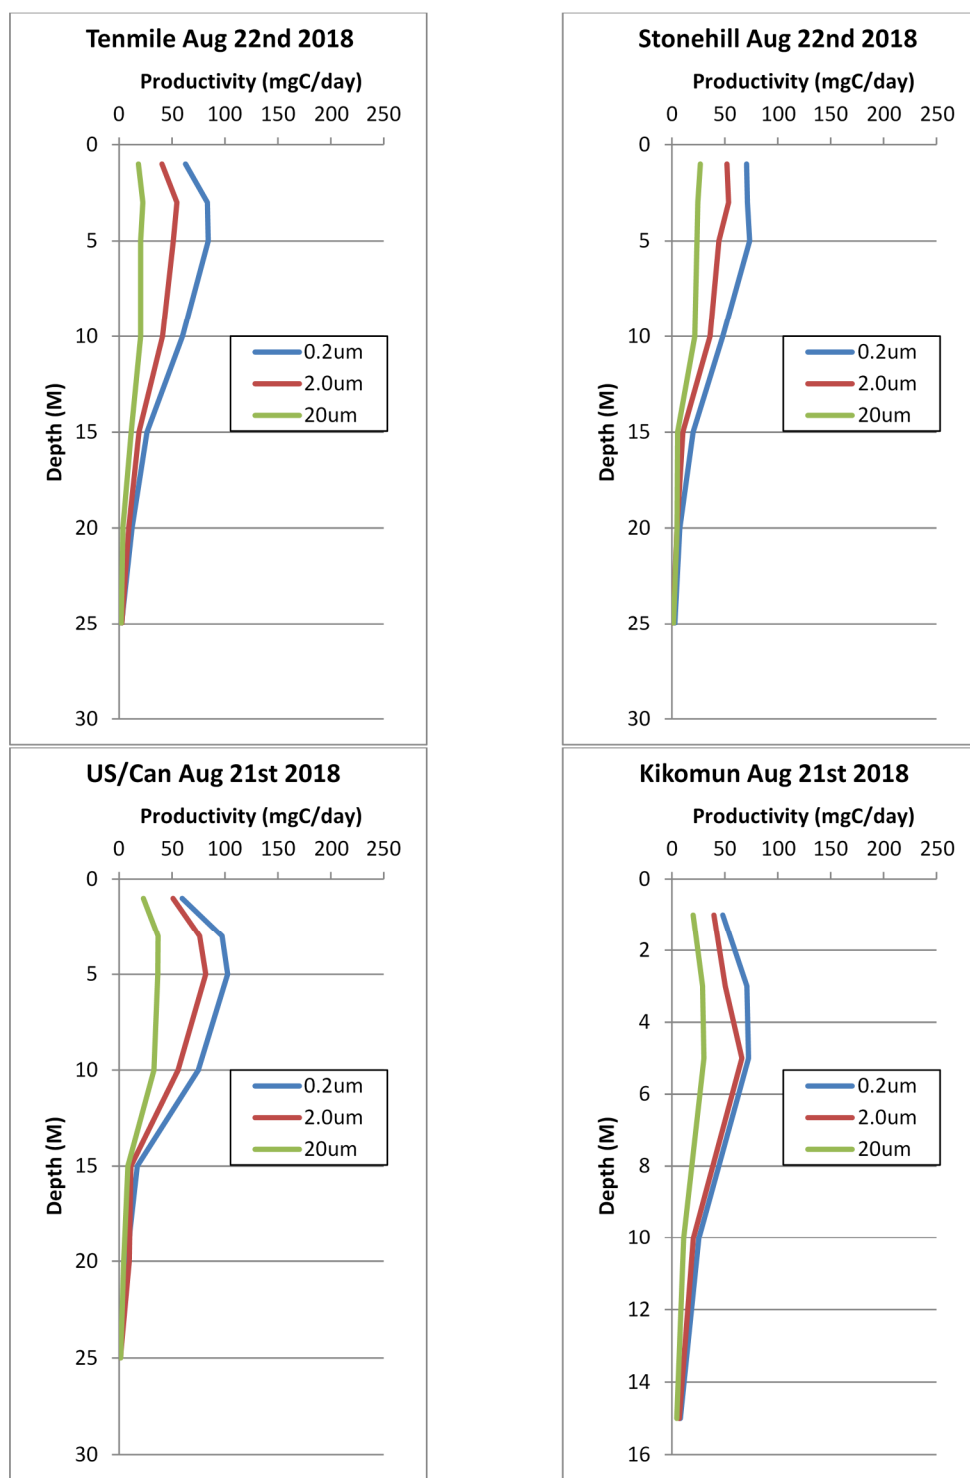 Tenmile Aug 22nd 2018
Productivity (mgC/day)
0 50 100 150 200 250
0
5
10
15
20
25
30
Depth (M)
0.2um
2.0um
20um
Stonehill Aug 22nd 2018
Productivity (mgC/day)
0 50 100 150 200 250
0
5
10
15
20
25
30
Depth (M)
0.2um
2.0um
20um
US/Can Aug 21st 2018
Productivity (mgC/day)
0 50 100 150 200 250
0
5
10
15
20
25
30
Depth (M)
0.2um
2.0um
20um
Kikomun Aug 21st 2018
Productivity (mgC/day)
0 50 100 150 200 250
0
2
4
6
8
10
12
14
16
Depth (M)
0.2um
2.0um
20um